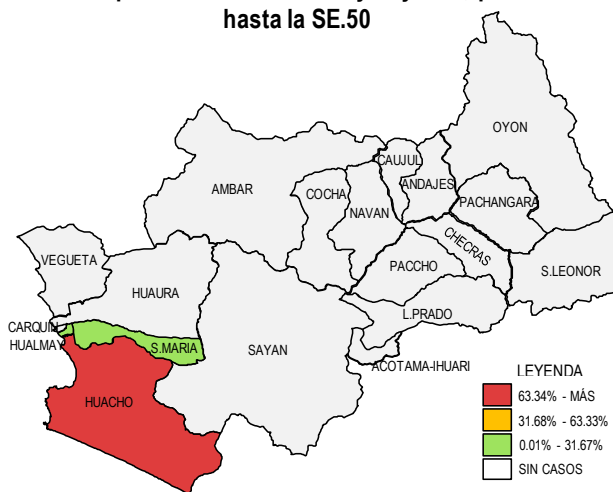 hasta la SE.50
OYON
CAUJUL
ANDAJES
AMBAR
COCHA
NAVAN
PACHANGARA
CHECRAS
VEGUETA
PACCHO
S.LEONOR
HUAURA
L.PRADO
CARQUIN
HUALMAY
S.MARIA
SAYAN
ACOTAMA-IHUARI
HUACHO
LEYENDA
63.34% - MÁS
31.68% - 63.33%
0.01% - 31.67%
SIN CASOS